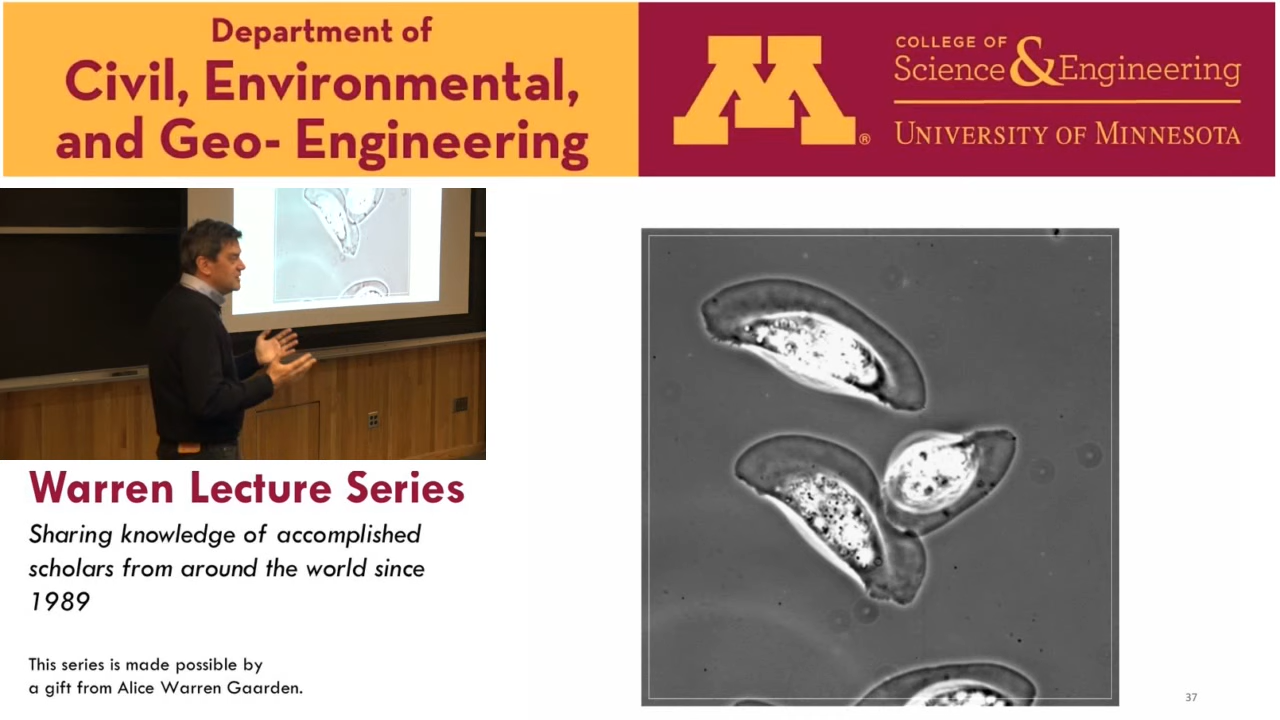 Department of
Civil, Environmental,
and Geo- Engineering
M®
COLLEGE OF
Science & Engineering
UNIVERSITY OF MINNESOTA
Warren Lecture Series
Sharing knowledge of accomplished
scholars from around the world since
1989
This series is made possible by
a gift from Alice Warren Gaarden.
37